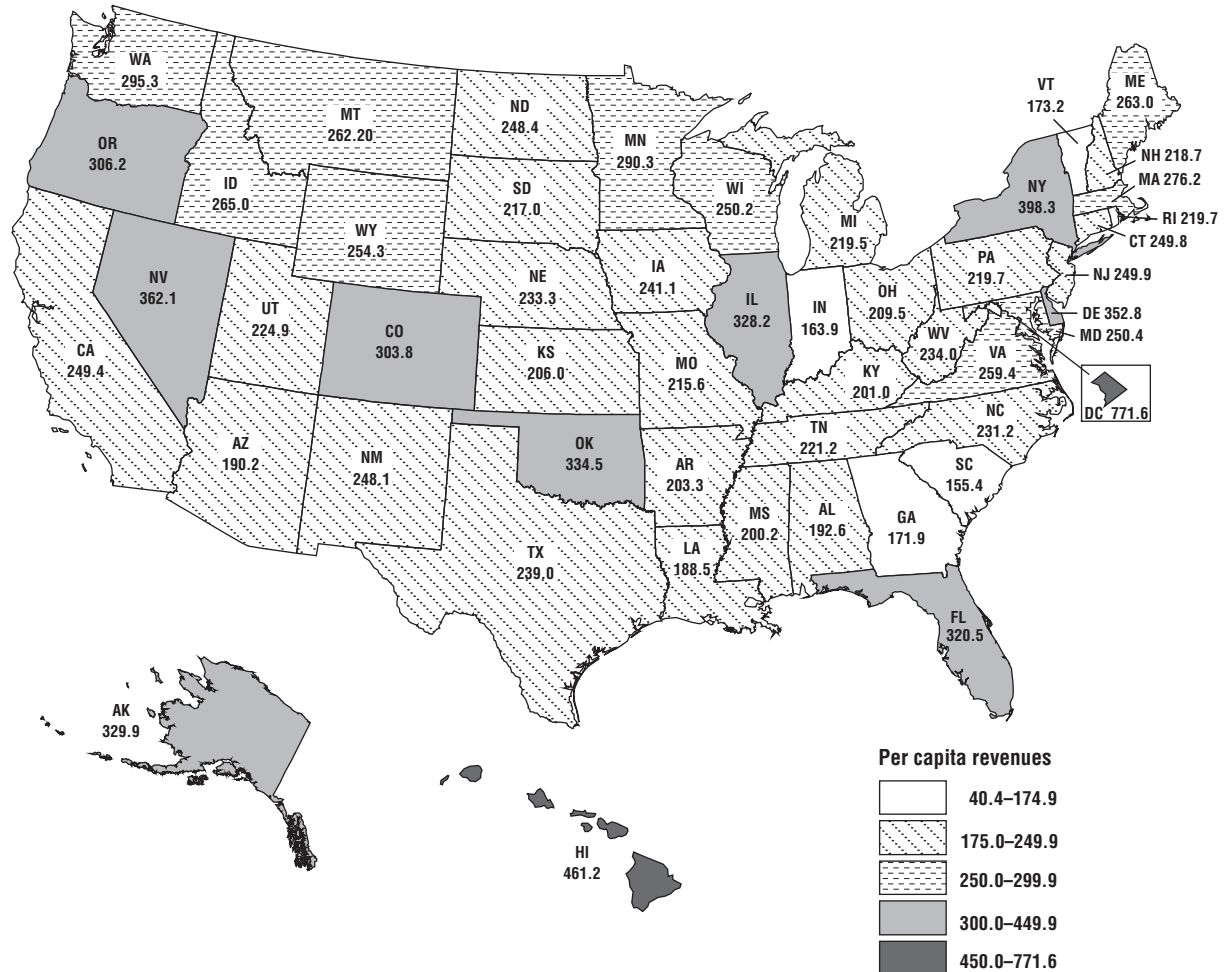 WA
295.3
OR
306.2
MT
262.20
ID
265.0
WY
254.3
ND
248.4
SD
217.0
MN
290.3
WI
250.2
MI
219.5
VT
173.2
ME
263.0
NH 218.7
MA 276.2
NY
398.3
RI 219.7
CT 249.8
PA
219.7
NJ 249.9
DE 352.8
MD 250.4
NV
362.1
UT
224.9
CO
303.8
NE
233.3
IA
241.1
IL
328.2
IN
163.9
OH
209.5
WV
234.0
VA
259.4
DC 771.6
CA
249.4
KS
206.0
MO
215.6
KY
201.0
NC
231.2
TN
221.2
SC
155.4
AZ
190.2
NM
248.1
OK
334.5
AR
203.3
MS
200.2
AL
192.6
GA
171.9
TX
239.0
LA
188.5
FL
320.5
AK
329.9
HI
461.2
Per capita revenues
40.4–174.9
175.0–249.9
250.0–299.9
300.0–449.9
450.0–771.6